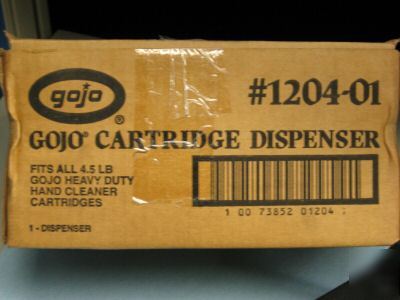 gojo ®
#1204-01
GOJO® CARTRIDGE DISPENSER
FITS ALL 4.5 LB
GOJO HEAVY DUTY
HAND CLEANER
CARTRIDGES
1 00 73852 01204
1 - DISPENSER